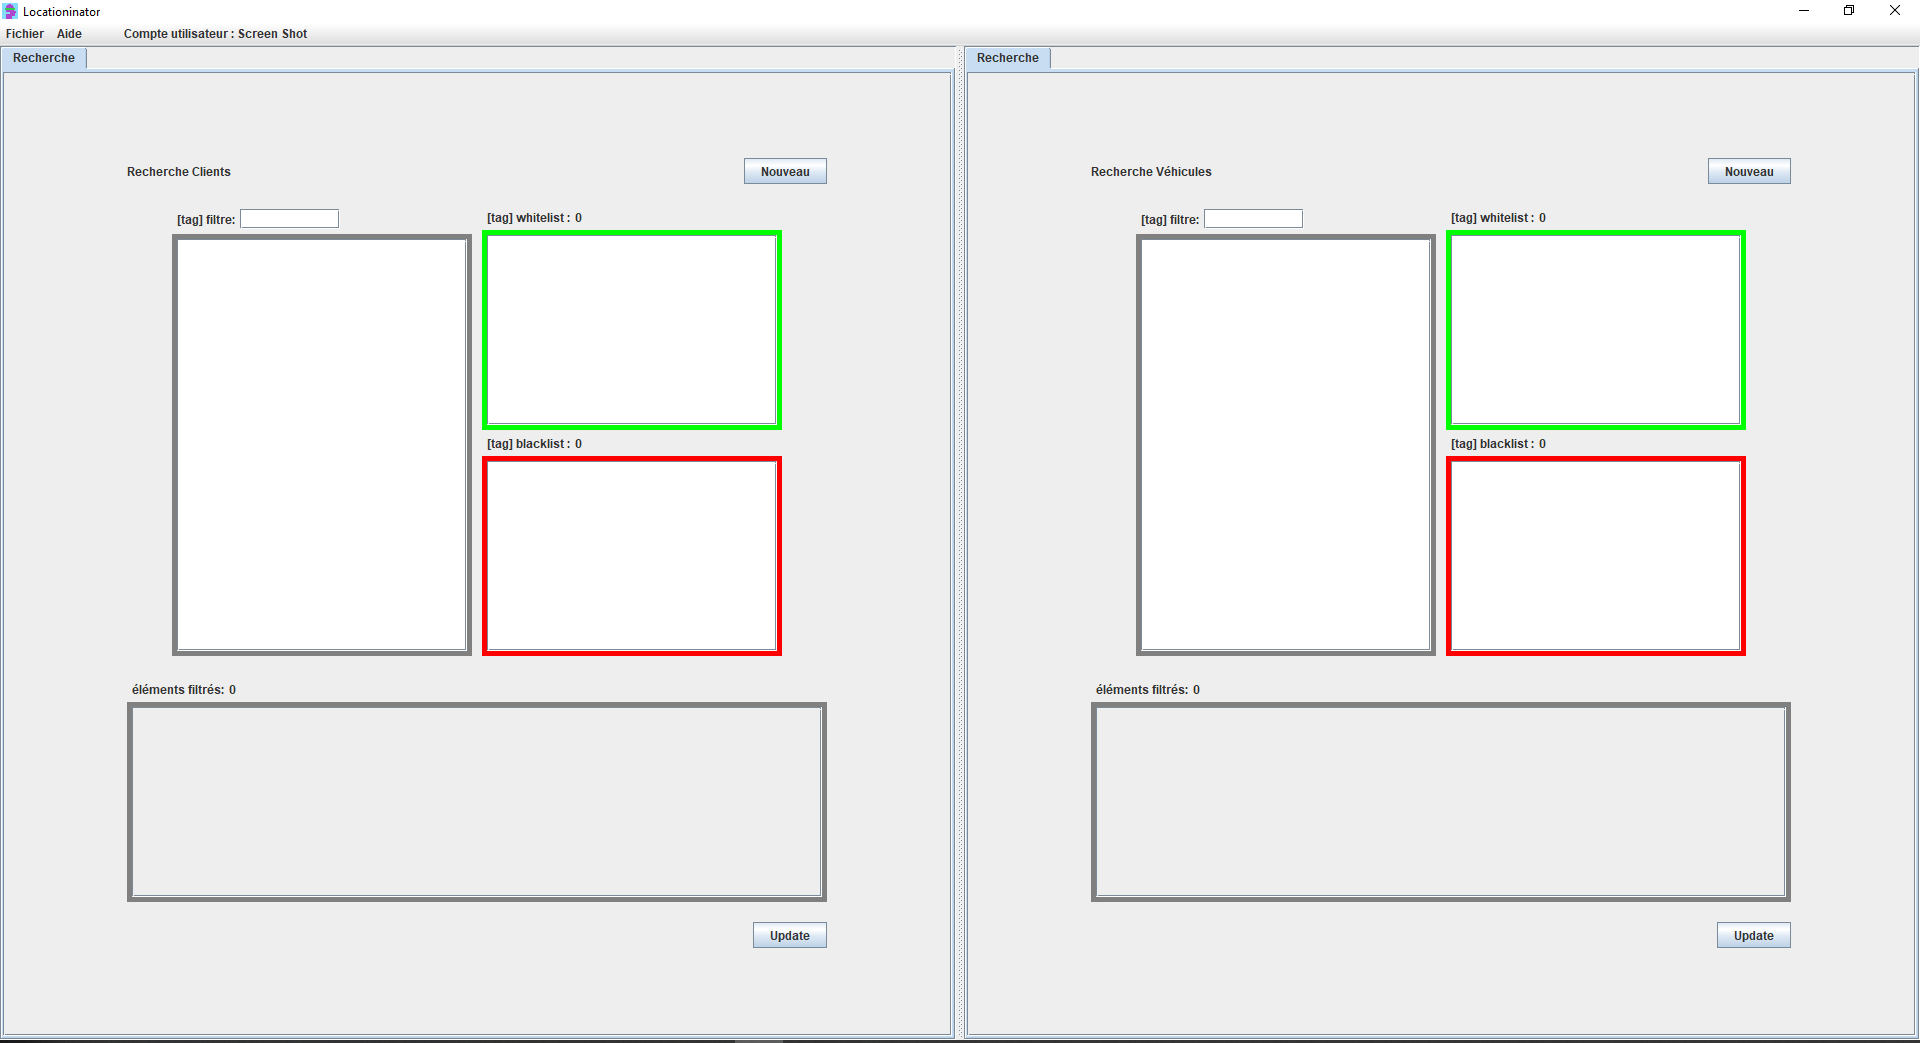 Locationinator
Fichier Aide Compte utilisateur : Screen Shot
Recherche
Recherche Clients
Nouveau
[tag] filtre:
[tag] whitelist : 0
[tag] blacklist : 0
éléments filtrés: 0
Update
Recherche
Recherche Véhicules
Nouveau
[tag] filtre:
[tag] whitelist : 0
[tag] blacklist : 0
éléments filtrés: 0
Update